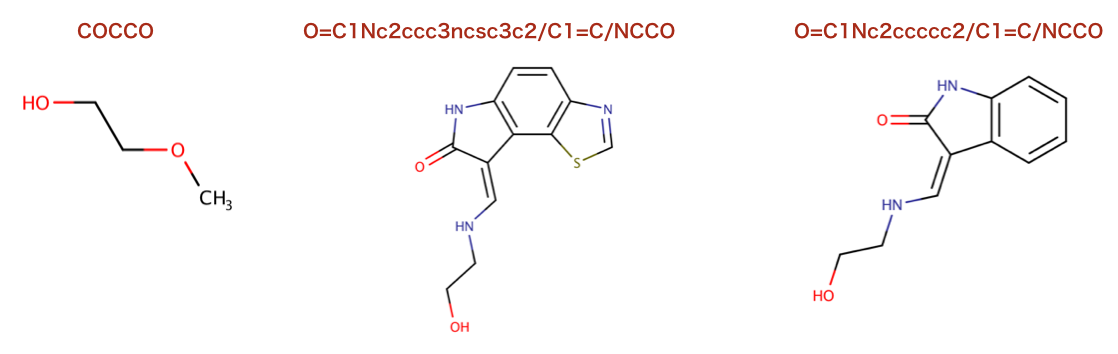 COCCO
O=C1Nc2ccc3ncsc3c2/C1=C/NCCO
O=C1Nc2ccccc2/C1=C/NCCO
HO
O
CH3
HN
N
O
S
HN
OH
HN
O
HN
HO